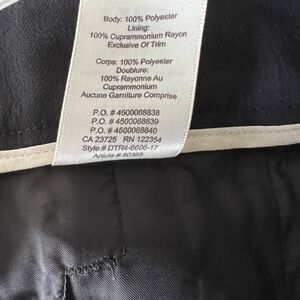 Body: 100% Polyester
Lining:
100% Cuprammonium Rayon
Exclusive Of Trim
Corps: 100% Polyester
Doublure:
100% Rayonne Au
Cuprammonium
Aucune Garniture Comprise
P.O. # 4500068838
P.O. # 4500068839
P.O. # 4500068840
CA 23725 RN 122354
Style # DTR4-6606-17
Article # 60355